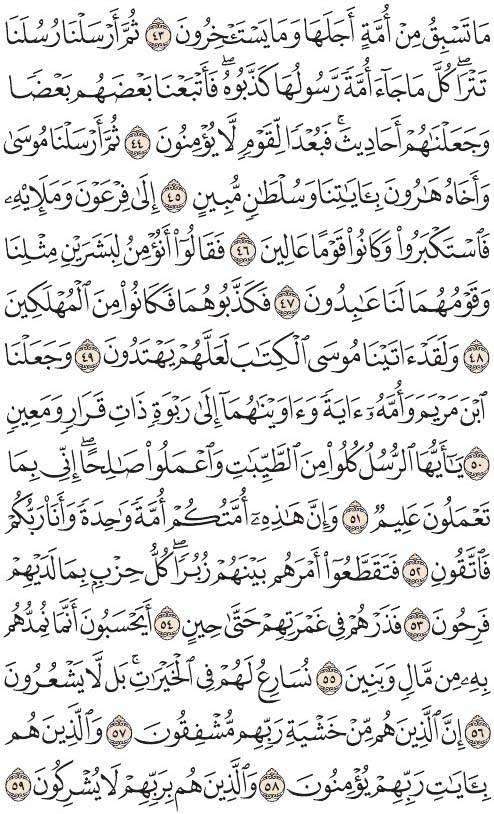 مَا تَسْبِقُ مِنْ أُمَّةٍ أَجَلَهَا وَمَا يَسْتَـْٔخِرُونَ ٤٣ ثُمَّ أَرْسَلْنَا رُسُلَنَا
تَتْرَا ۖ كُلَّ مَا جَآءَ أُمَّةً رَّسُولُهَا كَذَّبُوهُ ۚ فَأَتْبَعْنَا بَعْضَهُم بَعْضًا
وَجَعَلْنَٰهُمْ أَحَادِيثَ ۚ فَبُعْدًا لِّقَوْمٍ لَّا يُؤْمِنُونَ ٤٤ ثُمَّ أَرْسَلْنَا مُوسَىٰ
وَأَخَاهُ هَٰرُونَ بِـَٔايَٰتِنَا وَسُلْطَٰنٍ مُّبِينٍ ٤٥ إِلَىٰ فِرْعَوْنَ وَمَلَإِي۟هِۦ
فَٱسْتَكْبَرُوا۟ وَكَانُوا۟ قَوْمًا عَالِينَ ٤٦ فَقَالُوٓا۟ أَنُؤْمِنُ لِبَشَرَيْنِ مِثْلِنَا
وَقَوْمُهُمَا لَنَا عَٰبِدُونَ ٤٧ فَكَذَّبُوهُمَا فَكَانُوا۟ مِنَ ٱلْمُهْلَكِينَ
٤٨ وَلَقَدْ ءَاتَيْنَا مُوسَى ٱلْكِتَٰبَ لَعَلَّهُمْ يَهْتَدُونَ ٤٩ وَجَعَلْنَا
ٱبْنَ مَرْيَمَ وَأُمَّهُۥٓ ءَايَةً وَءَاوَيْنَٰهُمَآ إِلَىٰ رَبْوَةٍ ذَاتِ قَرَارٍ وَمَعِينٍ
٥٠ يَٰٓأَيُّهَا ٱلرُّسُلُ كُلُوا۟ مِنَ ٱلطَّيِّبَٰتِ وَٱعْمَلُوا۟ صَٰلِحًا ۖ إِنِّى بِمَا
تَعْمَلُونَ عَلِيمٌ ٥١ وَإِنَّ هَٰذِهِۦٓ أُمَّتُكُمْ أُمَّةً وَٰحِدَةً وَأَنَا۠ رَبُّكُمْ
فَٱتَّقُونِ ٥٢ فَتَقَطَّعُوٓا۟ أَمْرَهُم بَيْنَهُمْ زُبُرًا ۖ كُلُّ حِزْبٍۭ بِمَا لَدَيْهِمْ
فَرِحُونَ ٥٣ فَذَرْهُمْ فِى غَمْرَتِهِمْ حَتَّىٰ حِينٍ ٥٤ أَيَحْسَبُونَ أَنَّمَا نُمِدُّهُم
بِهِۦ مِن مَّالٍ وَبَنِينَ ٥٥ نُسَارِعُ لَهُمْ فِى ٱلْخَيْرَٰتِ ۚ بَل لَّا يَشْعُرُونَ
٥٦ إِنَّ ٱلَّذِينَ هُم مِّنْ خَشْيَةِ رَبِّهِم مُّشْفِقُونَ ٥٧ وَٱلَّذِينَ هُم
بِـَٔايَٰتِ رَبِّهِمْ يُؤْمِنُونَ ٥٨ وَٱلَّذِينَ هُم بِرَبِّهِمْ لَا يُشْرِكُونَ ٥٩